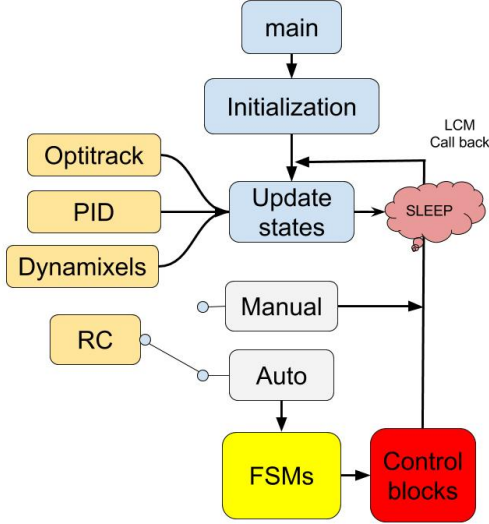 main
Initialization
LCM
Call back
Optitrack
PID
Dynamixels
Update
states
SLEEP
Manual
RC
Auto
FSMs
Control
blocks